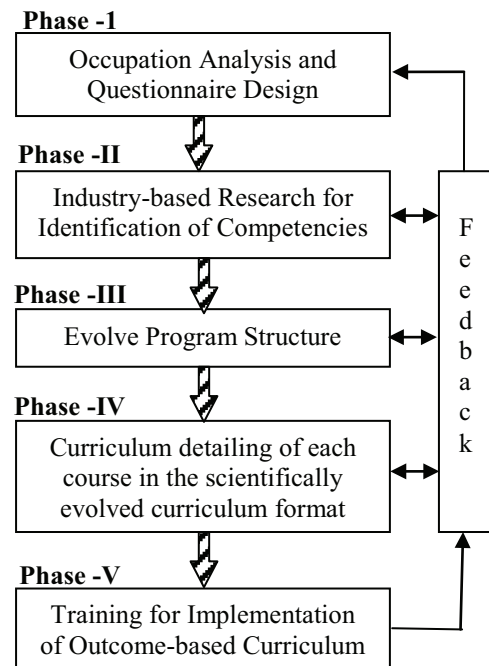 Phase -1
Occupation Analysis and
Questionnaire Design
Phase -II
Industry-based Research for
Identification of Competencies
Phase -III
Evolve Program Structure
Phase -IV
Curriculum detailing of each
course in the scientifically
evolved curriculum format
Phase -V
Training for Implementation
of Outcome-based Curriculum
Feedback